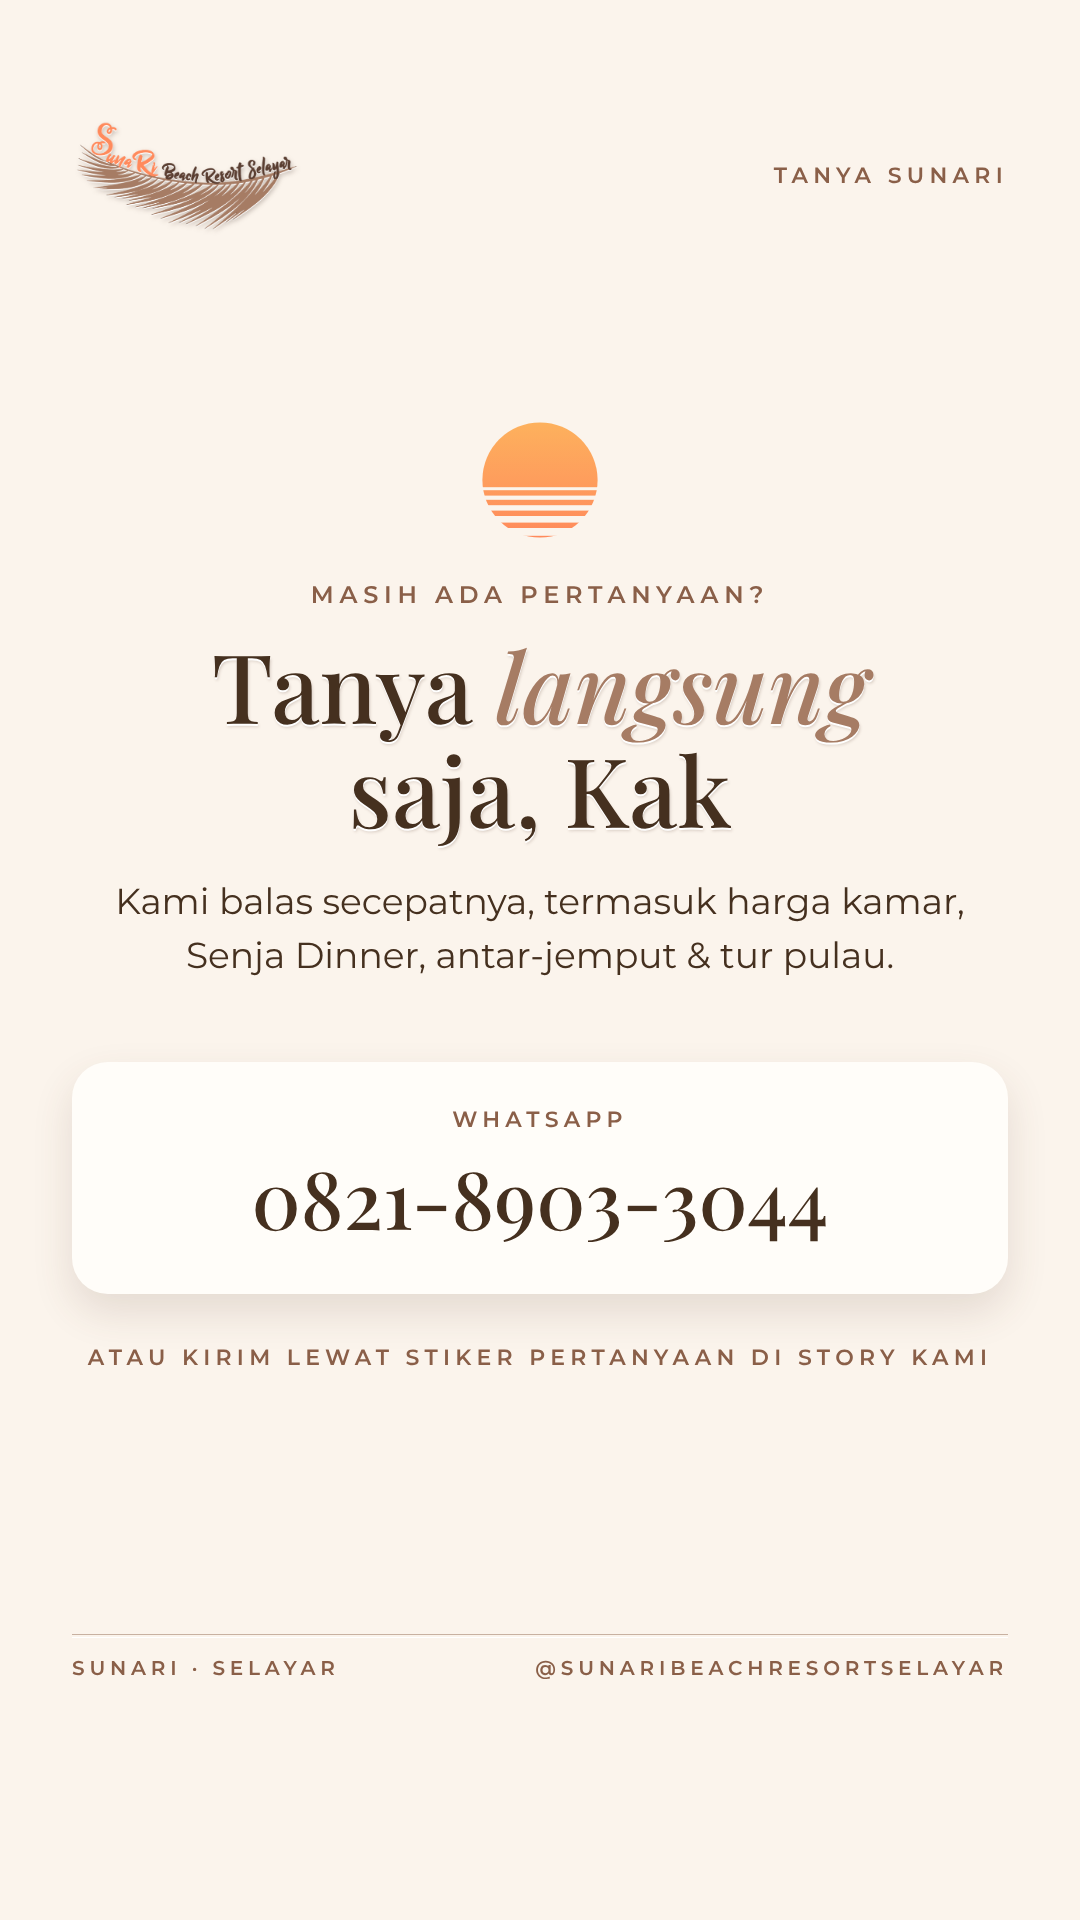 SunaRi Beach Resort Selayar
TANYA SUNARI
MASIH ADA PERTANYAAN?
Tanya langsung
saja, Kak
Kami balas secepatnya, termasuk harga kamar,
Senja Dinner, antar-jemput & tur pulau.
WHATSAPP
0821-8903-3044
ATAU KIRIM LEWAT STIKER PERTANYAAN DI STORY KAMI
SUNARI · SELAYAR
@SUNARIBEACHRESORTSELAYAR